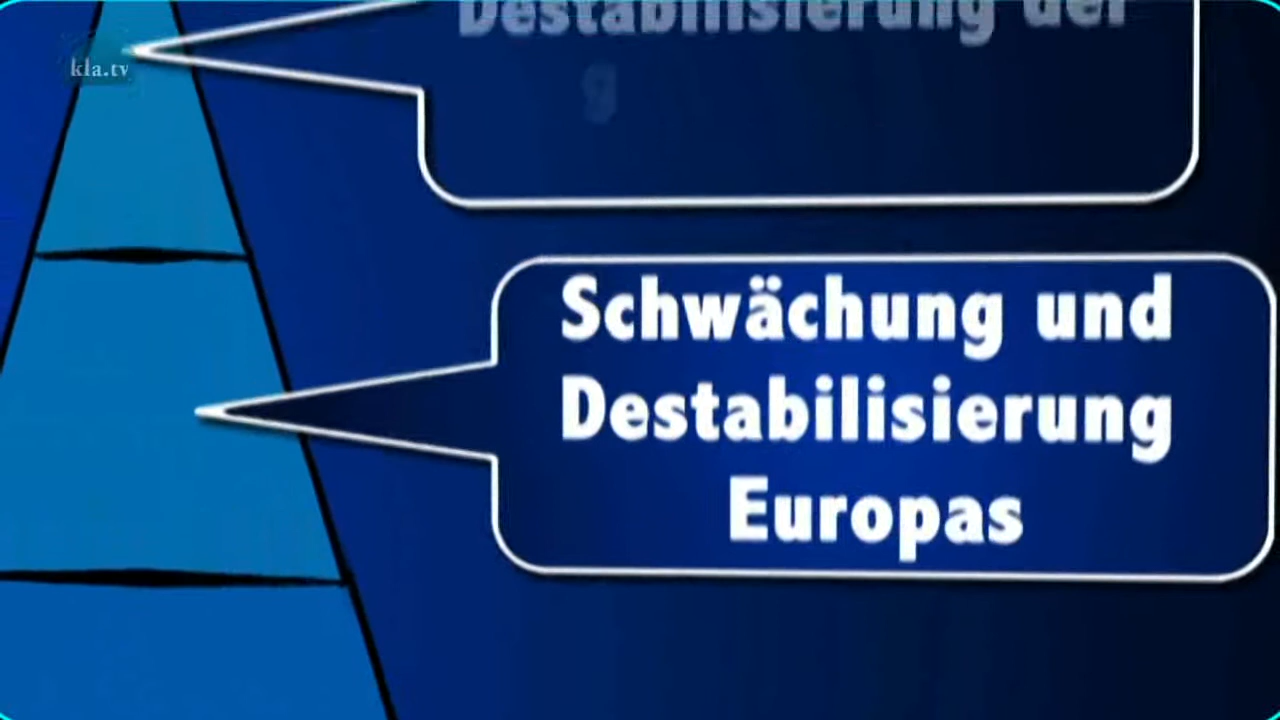 kla.tv
Destabilisierung der
g
Schwächung und
Destabilisierung
Europas